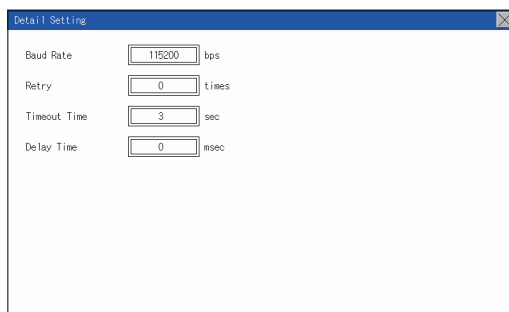 Detail Setting
Baud Rate 115200 bps
Retry 0 times
Timeout Time 3 sec
Delay Time 0 msec